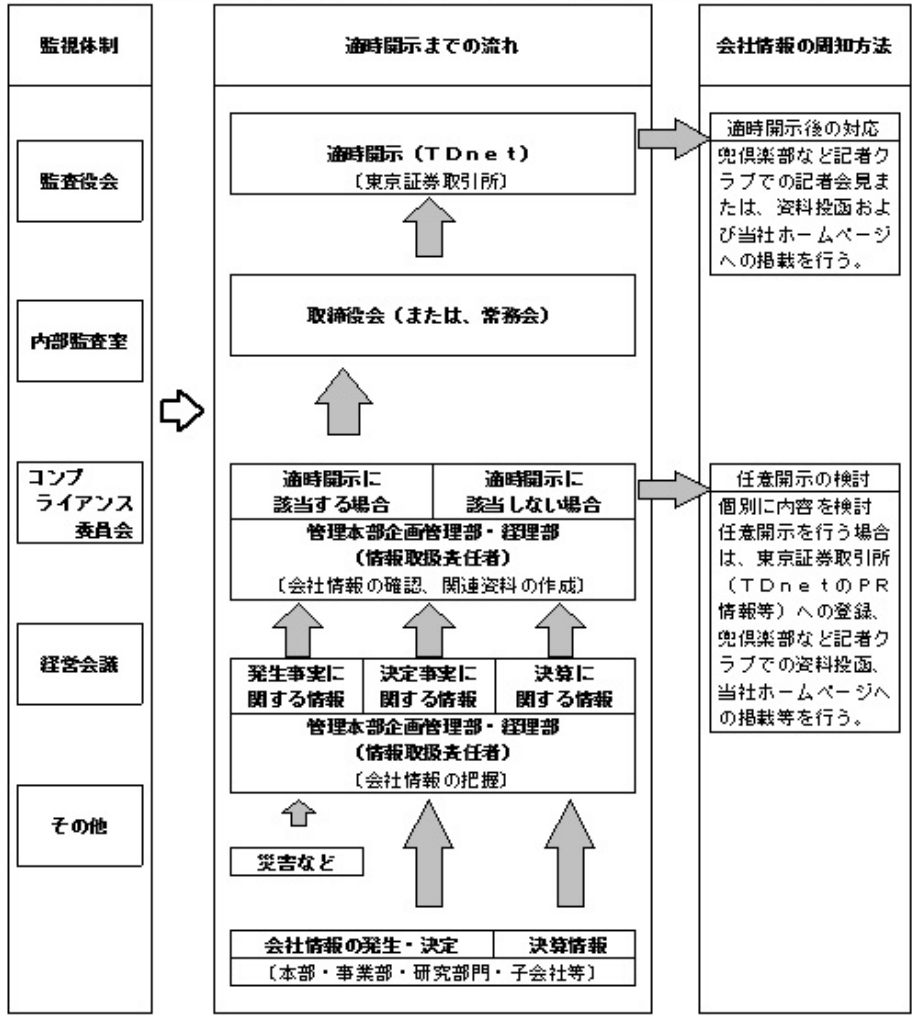 監視体制
適時開示までの流れ
会社情報の周知方法
監査役会
内部監査室
コンプ
ライアンス
委員会
経営会議
その他
適時開示(TDnet)
〔東京証券取引所〕
取締役会(または、常務会)
適時開示に
該当する場合
適時開示に
該当しない場合
管理本部企画管理部・経理部
(情報取扱責任者)
〔会社情報の確認、関連資料の作成〕
発生事実に
関する情報
決定事実に
関する情報
決算に
関する情報
管理本部企画管理部・経理部
(情報取扱責任者)
〔会社情報の把握〕
災害など
会社情報の発生・決定
決算情報
〔本部・事業部・研究部門・子会社等〕
適時開示後の対応
兜倶楽部など記者ク
ラブでの記者会見ま
たは、資料投函およ
び当社ホームページ
への掲載を行う。
任意開示の検討
個別に内容を検討
任意開示を行う場合
は、東京証券取引所
(TDnetのPR
情報等)への登録、
兜倶楽部など記者ク
ラブでの資料投函、
当社ホームページへ
の掲載等を行う。